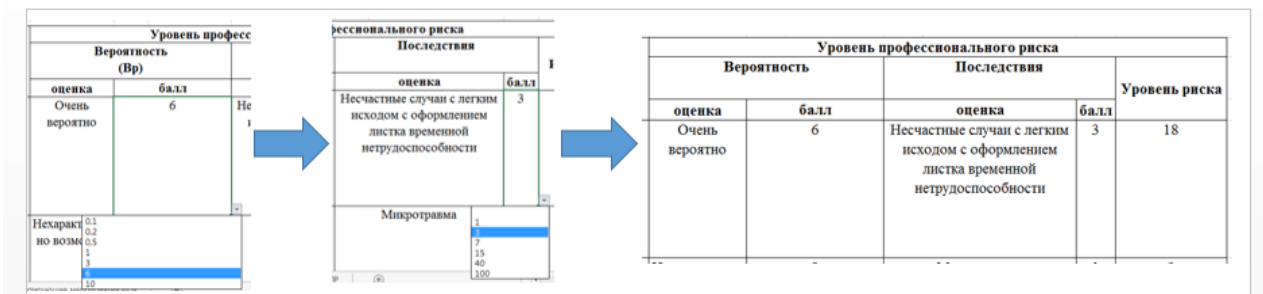 Уровень
Вероятность
(Вр)
оценка балл
Очень
вероятно
6
но
0.1
0.2
0.5
1
3
6
10
риска
Последствия
оценка балл
Несчастные случаи с легким
исходом с оформлением
листка временной
нетрудоспособности
3
Микротравма
1
3
7
15
40
100
Уровень профессионального риска
Вероятность Последствия Уровень риска
оценка балл оценка балл
Очень
вероятно
6
Несчастные случаи с легким
исходом с оформлением
листка временной
нетрудоспособности
3
18